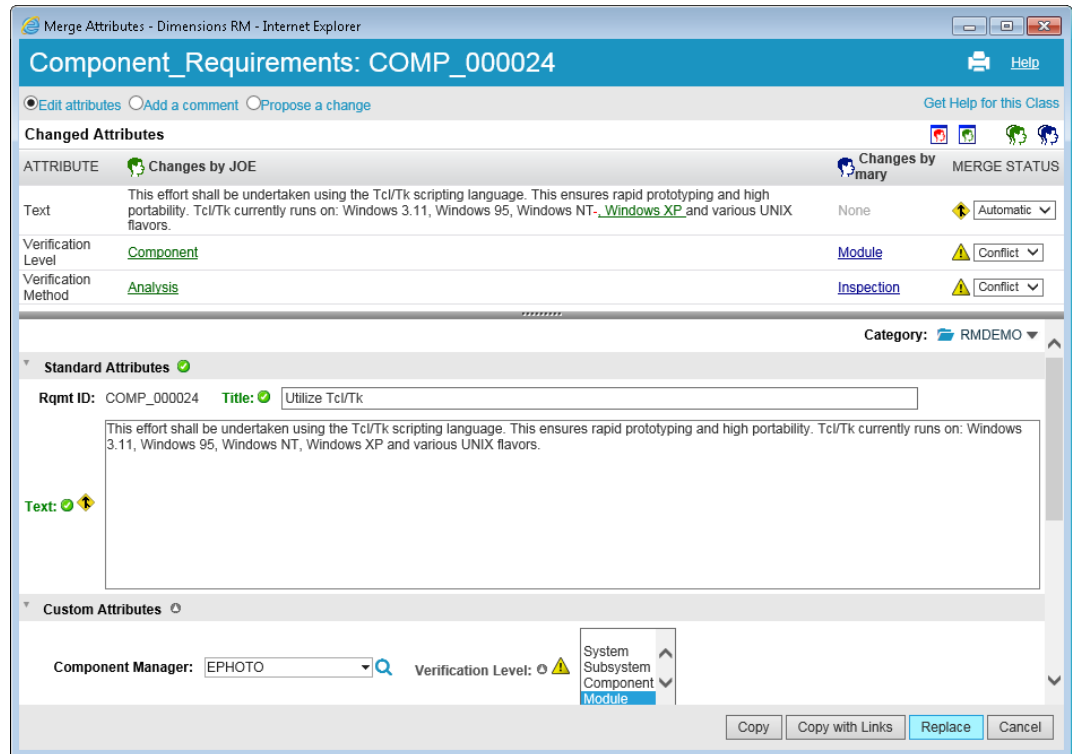 Merge Attributes - Dimensions RM - Internet Explorer
Component_Requirements: COMP_000024
Help
Edit attributes Add a comment Propose a change
Get Help for this Class
Changed Attributes
ATTRIBUTE Changes by JOE Changes by mary MERGE STATUS
Text
This effort shall be undertaken using the Tcl/Tk scripting language. This ensures rapid prototyping and high
portability. Tcl/Tk currently runs on: Windows 3.11, Windows 95, Windows NT-, Windows XP and various UNIX
flavors.
None
Automatic
Verification
Level
Component
Module
Conflict
Verification
Method
Analysis
Inspection
Conflict
Category: RMDEMO
Standard Attributes
Rqmt ID: COMP_000024 Title: Utilize Tcl/Tk
Text:
This effort shall be undertaken using the Tcl/Tk scripting language. This ensures rapid prototyping and high portability. Tcl/Tk currently runs on: Windows
3.11, Windows 95, Windows NT, Windows XP and various UNIX flavors.
Custom Attributes
Component Manager: EPHOTO
Verification Level:
System
Subsystem
Component
Module
Copy
Copy with Links
Replace
Cancel